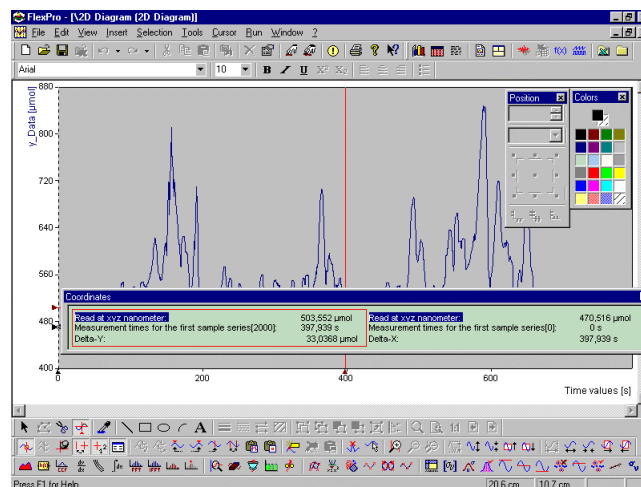 FlexPro - [\2D Diagram (2D Diagram)]
File Edit View Insert Selection Tools Cursor Run Window ?
Arial 10 B I U X² X₂
y_Data [µmol]
880
800
720
640
560
480
400
0 200 400 600
Time values [s]
Position
Colors
Coordinates
Read at xyz nanometer: 503,552 µmol Read at xyz nanometer: 470,516 µmol
Measurement times for the first sample series[2000]: 397,939 s Measurement times for the first sample series[0]: 0 s
Delta-Y: 33,0368 µmol Delta-X: 397,939 s
A 1:1
Press F1 for Help 20.6 cm 10.7 cm